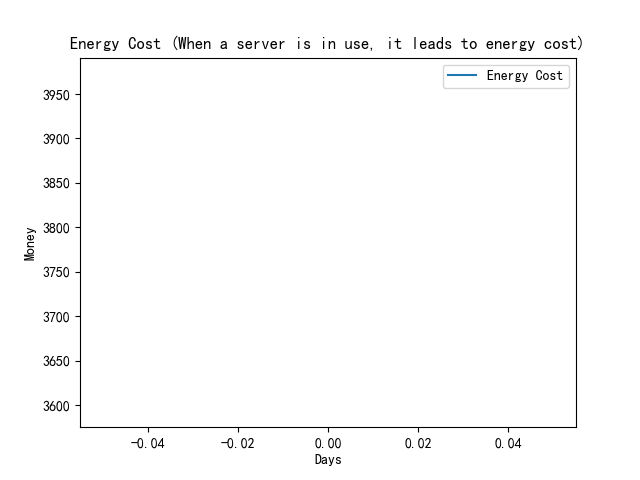 Energy Cost (When a server is in use, it leads to energy cost)
Energy Cost
3950
3900
3850
3800
3750
3700
3650
3600
Money
−0.04 −0.02 0.00 0.02 0.04
Days